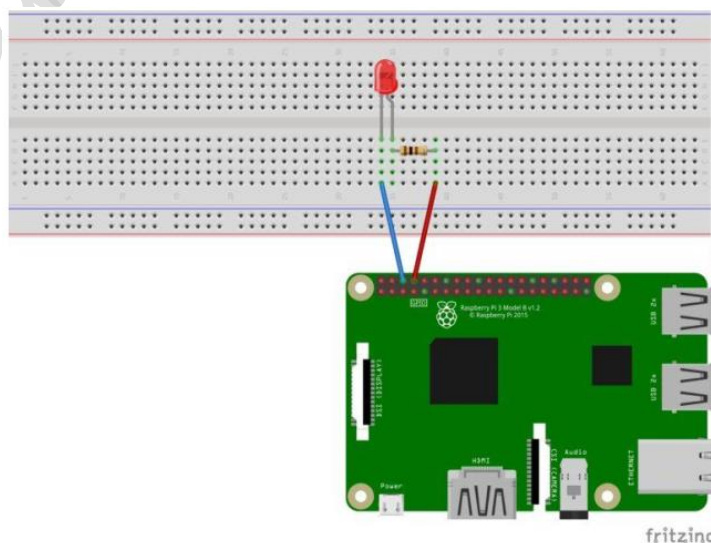 GPIO
Raspberry Pi 3 Model B v1.2
© Raspberry Pi 2015
USB 2x
USB 2x
DSI (DISPLAY)
HDMI
CSI (CAMERA)
Audio
ETHERNET
Power
fritzing